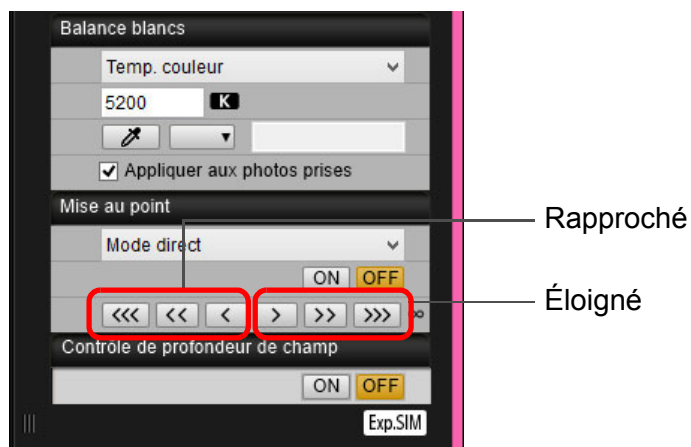 Balance blancs
Temp. couleur
5200 K
Appliquer aux photos prises
Mise au point
Rapproché
Mode direct
ON OFF
Éloigné
<<< << < > >> >>> ∞
Contrôle de profondeur de champ
ON OFF
Exp.SIM